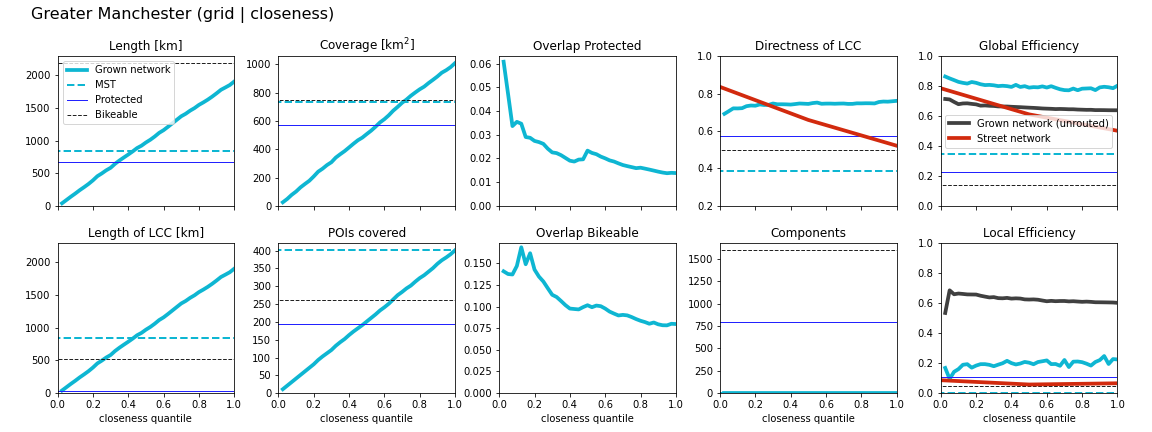 Greater Manchester (grid | closeness)
Length [km]
Coverage [km²]
Overlap Protected
Directness of LCC
Global Efficiency
2000
1500
1000
500
0
Grown network
MST
Protected
Bikeable
1000
800
600
400
200
0
0.06
0.05
0.04
0.03
0.02
0.01
0.00
1.0
0.8
0.6
0.4
0.2
1.0
0.8
0.6
0.4
0.2
0.0
Grown network (unrouted)
Street network
Length of LCC [km]
POIs covered
Overlap Bikeable
Components
Local Efficiency
2000
1500
1000
500
0
0.0 0.2 0.4 0.6 0.8 1.0
closeness quantile
400
350
300
250
200
150
100
50
0
0.0 0.2 0.4 0.6 0.8 1.0
closeness quantile
0.150
0.125
0.100
0.075
0.050
0.025
0.000
0.0 0.2 0.4 0.6 0.8 1.0
closeness quantile
1500
1250
1000
750
500
250
0
0.0 0.2 0.4 0.6 0.8 1.0
closeness quantile
1.0
0.8
0.6
0.4
0.2
0.0
0.0 0.2 0.4 0.6 0.8 1.0
closeness quantile